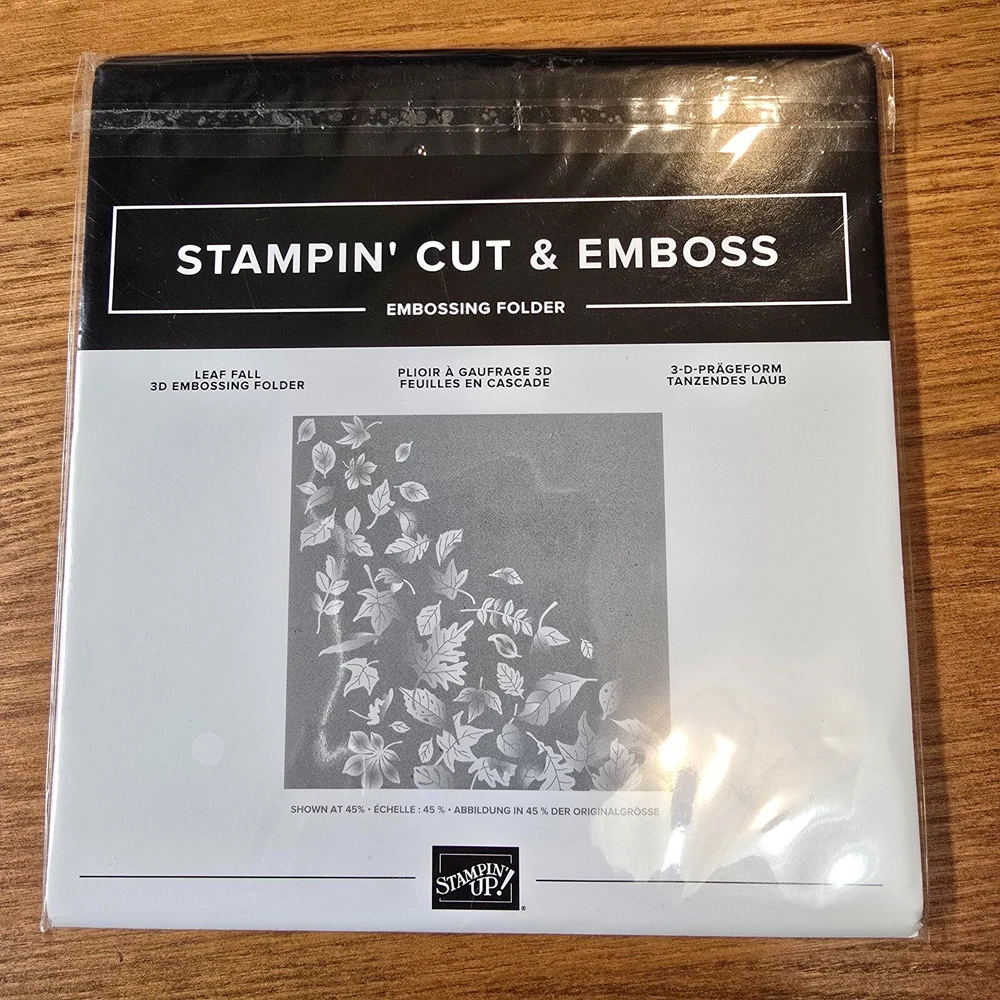 STAMPIN' CUT & EMBOSS
EMBOSSING FOLDER
LEAF FALL
3D EMBOSSING FOLDER
PLIOIR À GAUFRAGE 3D
FEUILLES EN CASCADE
3-D-PRÄGEFORM
TANZENDES LAUB
SHOWN AT 45% • ÉCHELLE : 45 % • ABBILDUNG IN 45 % DER ORIGINALGRÖSSE
STAMPIN'
UP!®